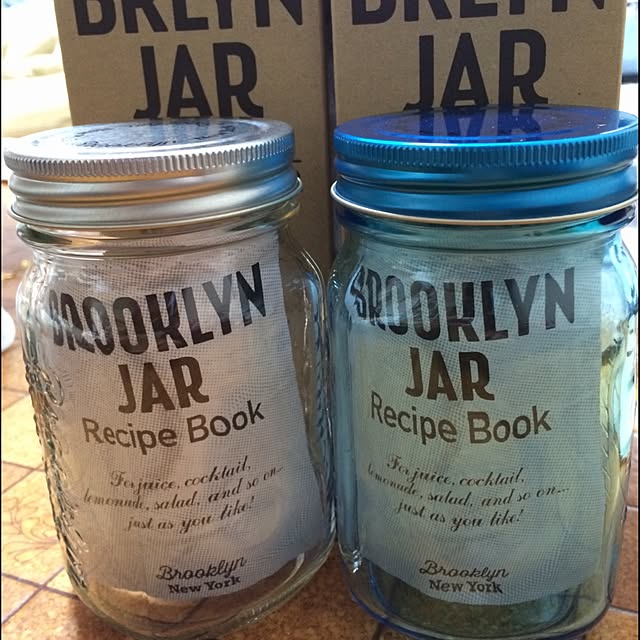 BRLYN
JAR
BRLYN
JAR
BROOKLYN
JAR
Recipe Book
For juice, cocktail,
lemonade, salad, and so on...
just as you like!
Brooklyn
New York
BROOKLYN
JAR
Recipe Book
For juice, cocktail,
lemonade, salad, and so on...
just as you like!
Brooklyn
New York